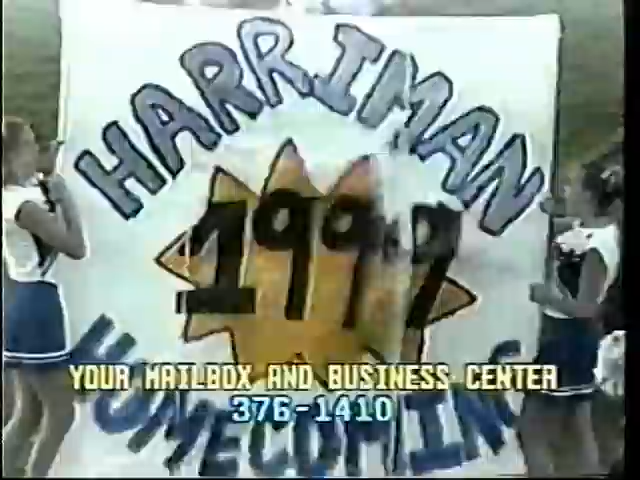 HARRIMAN
1997
YOUR MAILBOX AND BUSINESS CENTER
376-1410
HOMECOMING